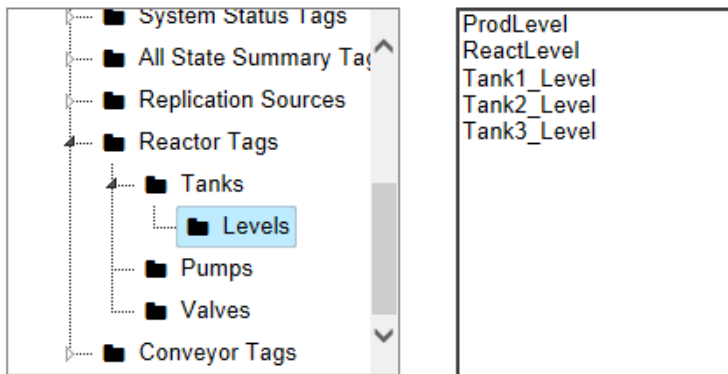 System Status Tags
All State Summary Tag
Replication Sources
Reactor Tags
Tanks
Levels
Pumps
Valves
Conveyor Tags
ProdLevel
ReactLevel
Tank1_Level
Tank2_Level
Tank3_Level